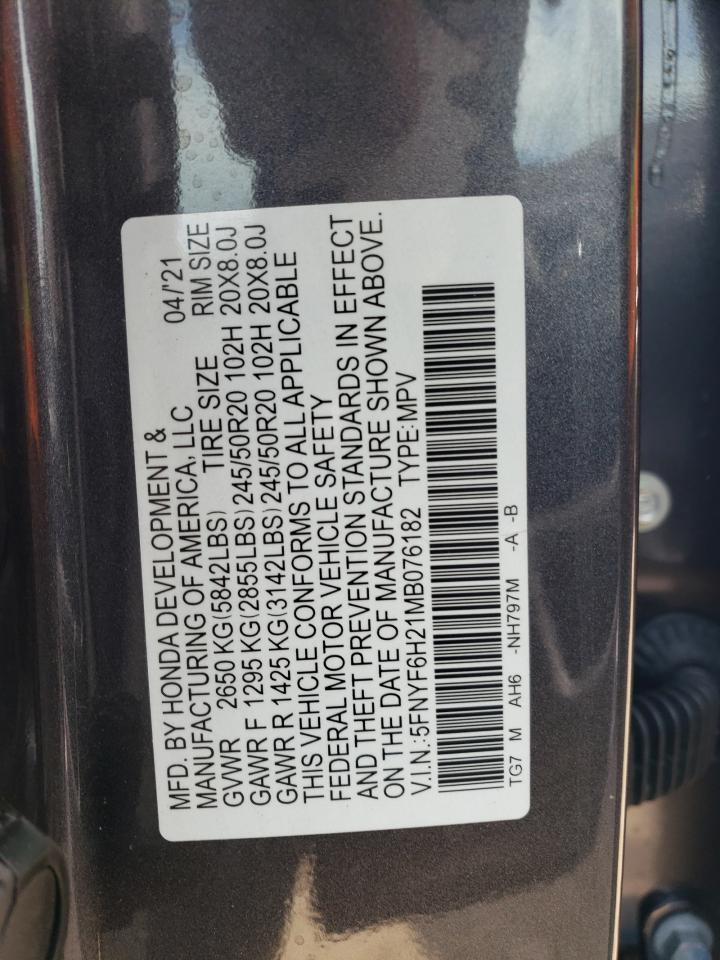 MFD. BY HONDA DEVELOPMENT &
MANUFACTURING OF AMERICA, LLC 04/'21
GVWR 2650 KG(5842LBS) TIRE SIZE RIM SIZE
GAWR F 1295 KG(2855LBS)245/50R20 102H 20X8.0J
GAWR R 1425 KG(3142LBS)245/50R20 102H 20X8.0J
THIS VEHICLE CONFORMS TO ALL APPLICABLE
FEDERAL MOTOR VEHICLE SAFETY
AND THEFT PREVENTION STANDARDS IN EFFECT
ON THE DATE OF MANUFACTURE SHOWN ABOVE.
V.I.N.:5FNYF6H21MB076182 TYPE:MPV
TG7 M AH6 -NH797M -A -B